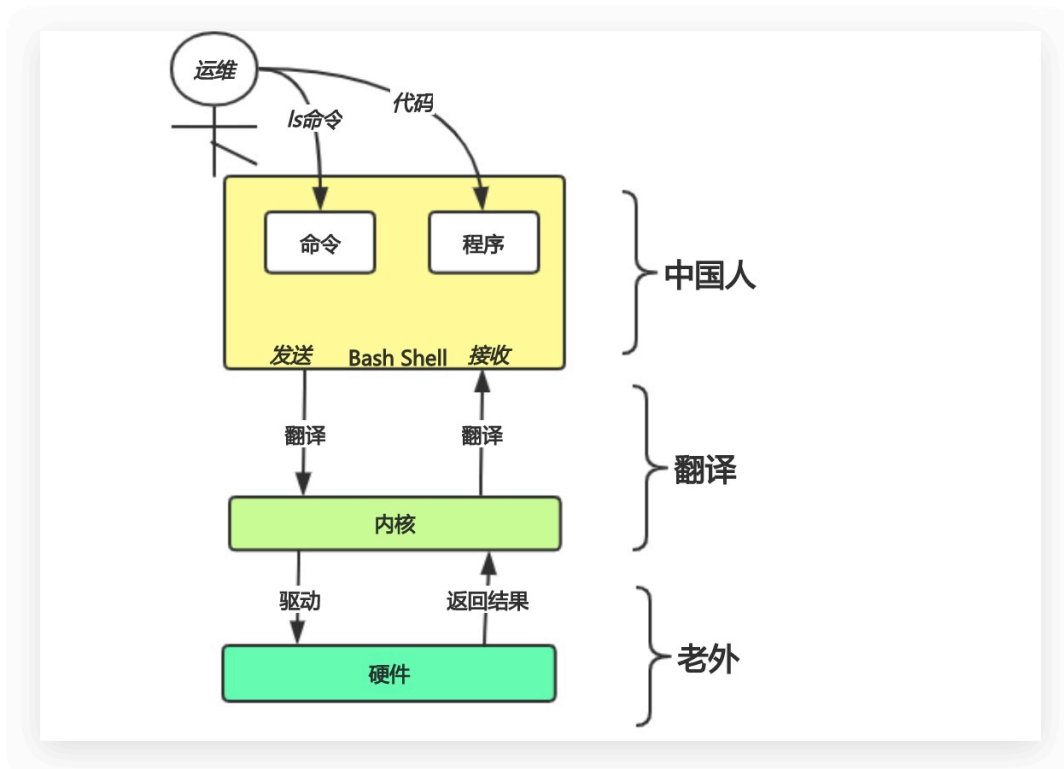 运维
ls命令
代码
命令
程序
中国人
发送
Bash Shell
接收
翻译
翻译
翻译
内核
驱动
返回结果
老外
硬件